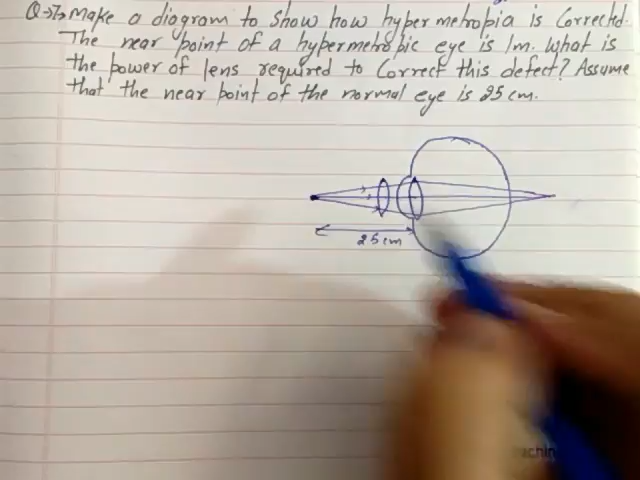 Q→7> Make a diagram to show how hypermetropia is corrected.
The near point of a hypermetropic eye is 1m. What is
the power of lens required to correct this defect? Assume
that the near point of the normal eye is 25 cm.
25 cm